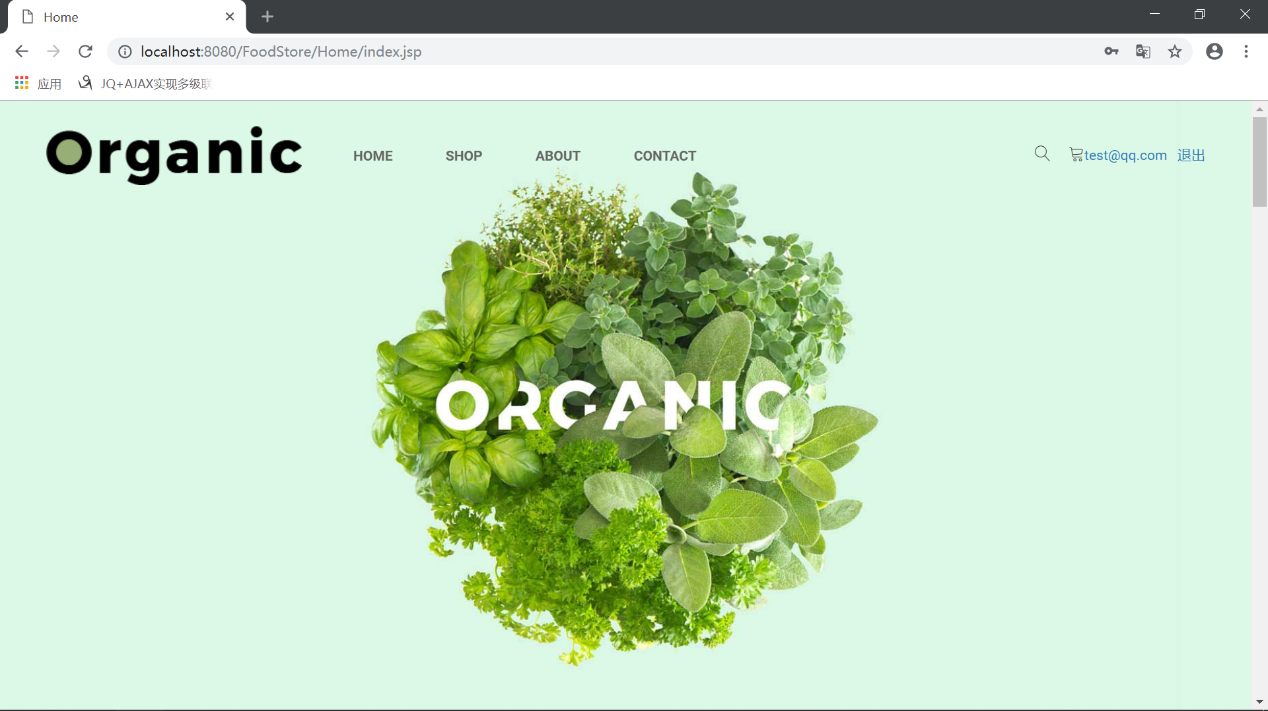 Home
localhost:8080/FoodStore/Home/index.jsp
应用 JQ+AJAX实现多级联
Organic HOME SHOP ABOUT CONTACT test@qq.com 退出
ORGANIC